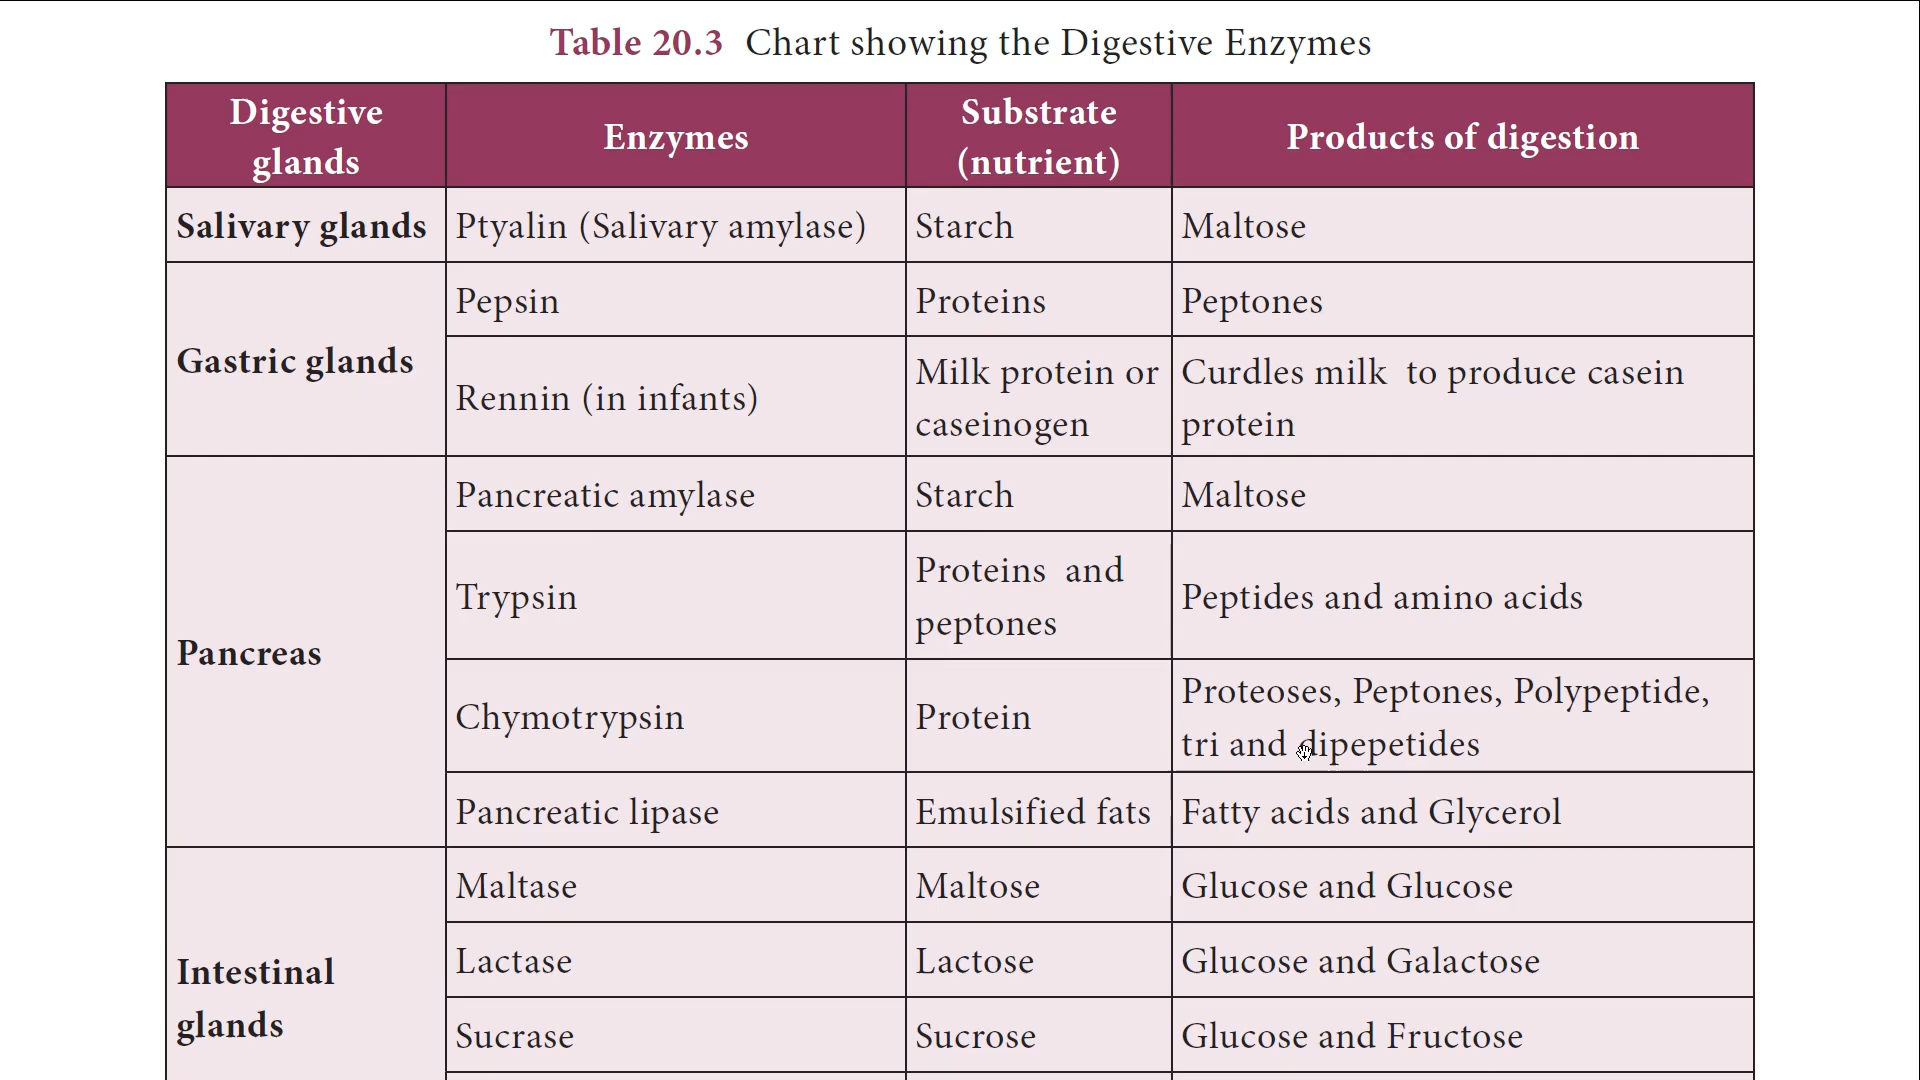 Table 20.3 Chart showing the Digestive Enzymes
Digestive glands
Enzymes
Substrate (nutrient)
Products of digestion
Salivary glands
Ptyalin (Salivary amylase)
Starch
Maltose
Gastric glands
Pepsin
Proteins
Peptones
Rennin (in infants)
Milk protein or
caseinogen
Curdles milk to produce casein
protein
Pancreas
Pancreatic amylase
Starch
Maltose
Trypsin
Proteins and
peptones
Peptides and amino acids
Chymotrypsin
Protein
Proteoses, Peptones, Polypeptide,
tri and dipepetides
Pancreatic lipase
Emulsified fats
Fatty acids and Glycerol
Intestinal
glands
Maltase
Maltose
Glucose and Glucose
Lactase
Lactose
Glucose and Galactose
Sucrase
Sucrose
Glucose and Fructose